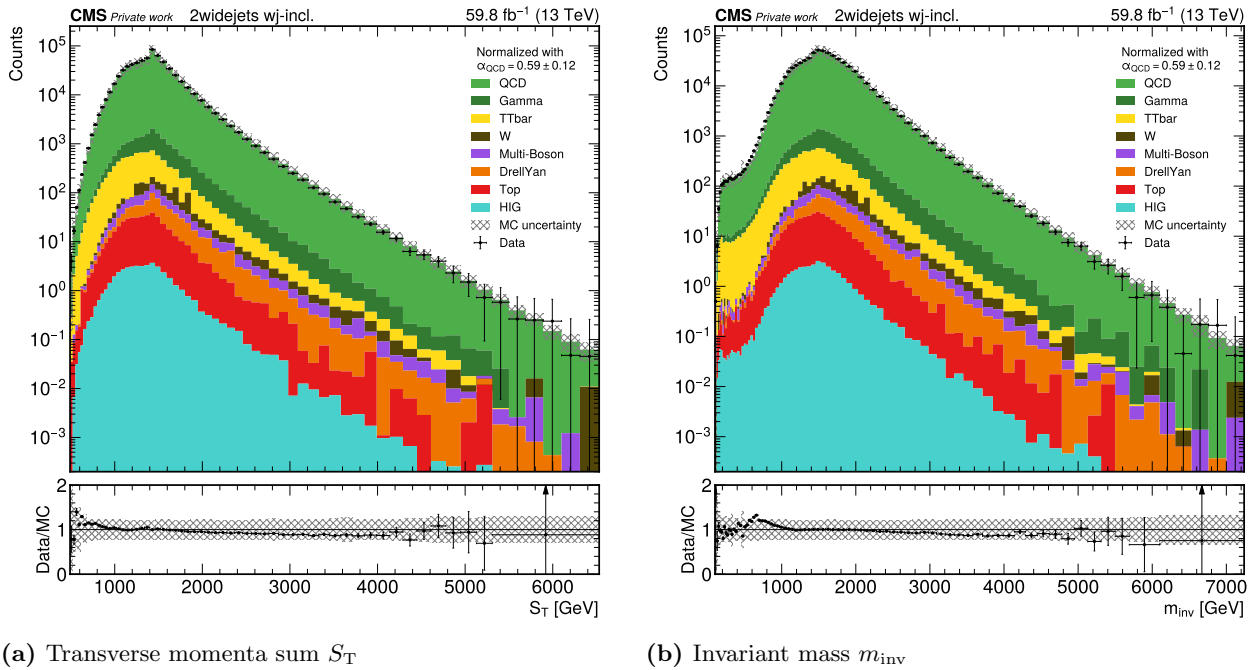 CMS Private work 2widejets wj-incl. 59.8 fb⁻¹ (13 TeV)
Counts
10⁵
10⁴
10³
10²
10¹
10⁰
10⁻¹
10⁻²
10⁻³
Normalized with
α_QCD = 0.59 ± 0.12
QCD
Gamma
TTbar
W
Multi-Boson
DrellYan
Top
HIG
MC uncertainty
Data
Data/MC
2
1
0
1000 2000 3000 4000 5000 6000
S_T [GeV]
(a) Transverse momenta sum S_T
CMS Private work 2widejets wj-incl. 59.8 fb⁻¹ (13 TeV)
Counts
10⁵
10⁴
10³
10²
10¹
10⁰
10⁻¹
10⁻²
10⁻³
Normalized with
α_QCD = 0.59 ± 0.12
QCD
Gamma
TTbar
W
Multi-Boson
DrellYan
Top
HIG
MC uncertainty
Data
Data/MC
2
1
0
1000 2000 3000 4000 5000 6000 7000
m_inv [GeV]
(b) Invariant mass m_inv